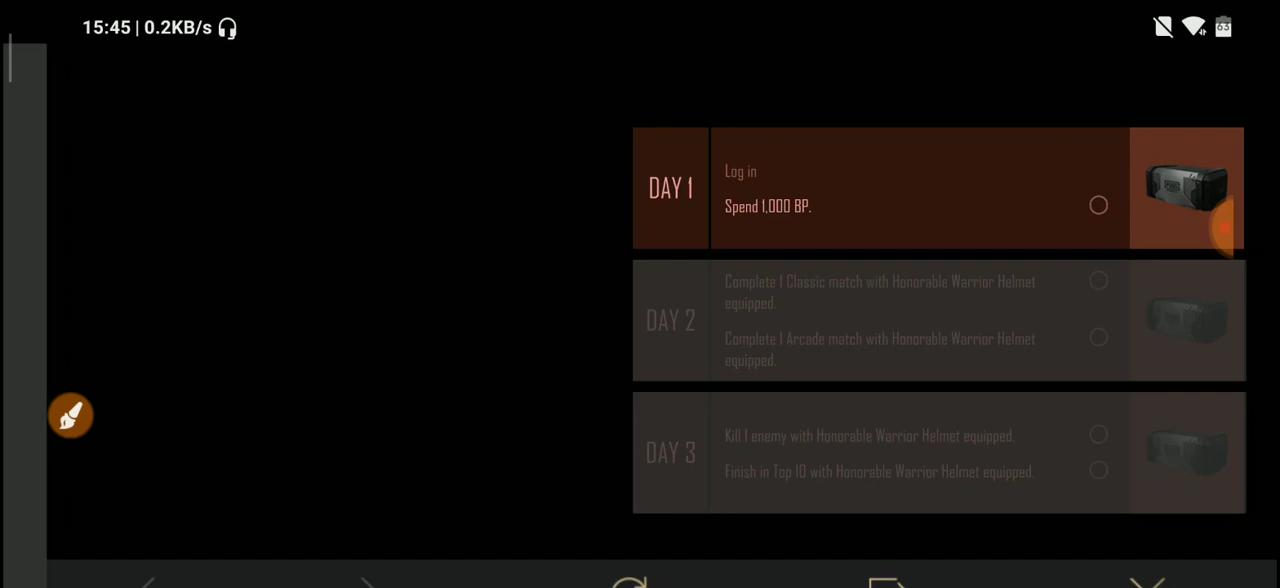 15:45 | 0.2KB/s
63
DAY 1
Log in
Spend 1,000 BP.
DAY 2
Complete 1 Classic match with Honorable Warrior Helmet
equipped.
Complete 1 Arcade match with Honorable Warrior Helmet
equipped.
DAY 3
Kill 1 enemy with Honorable Warrior Helmet equipped.
Finish in Top 10 with Honorable Warrior Helmet equipped.